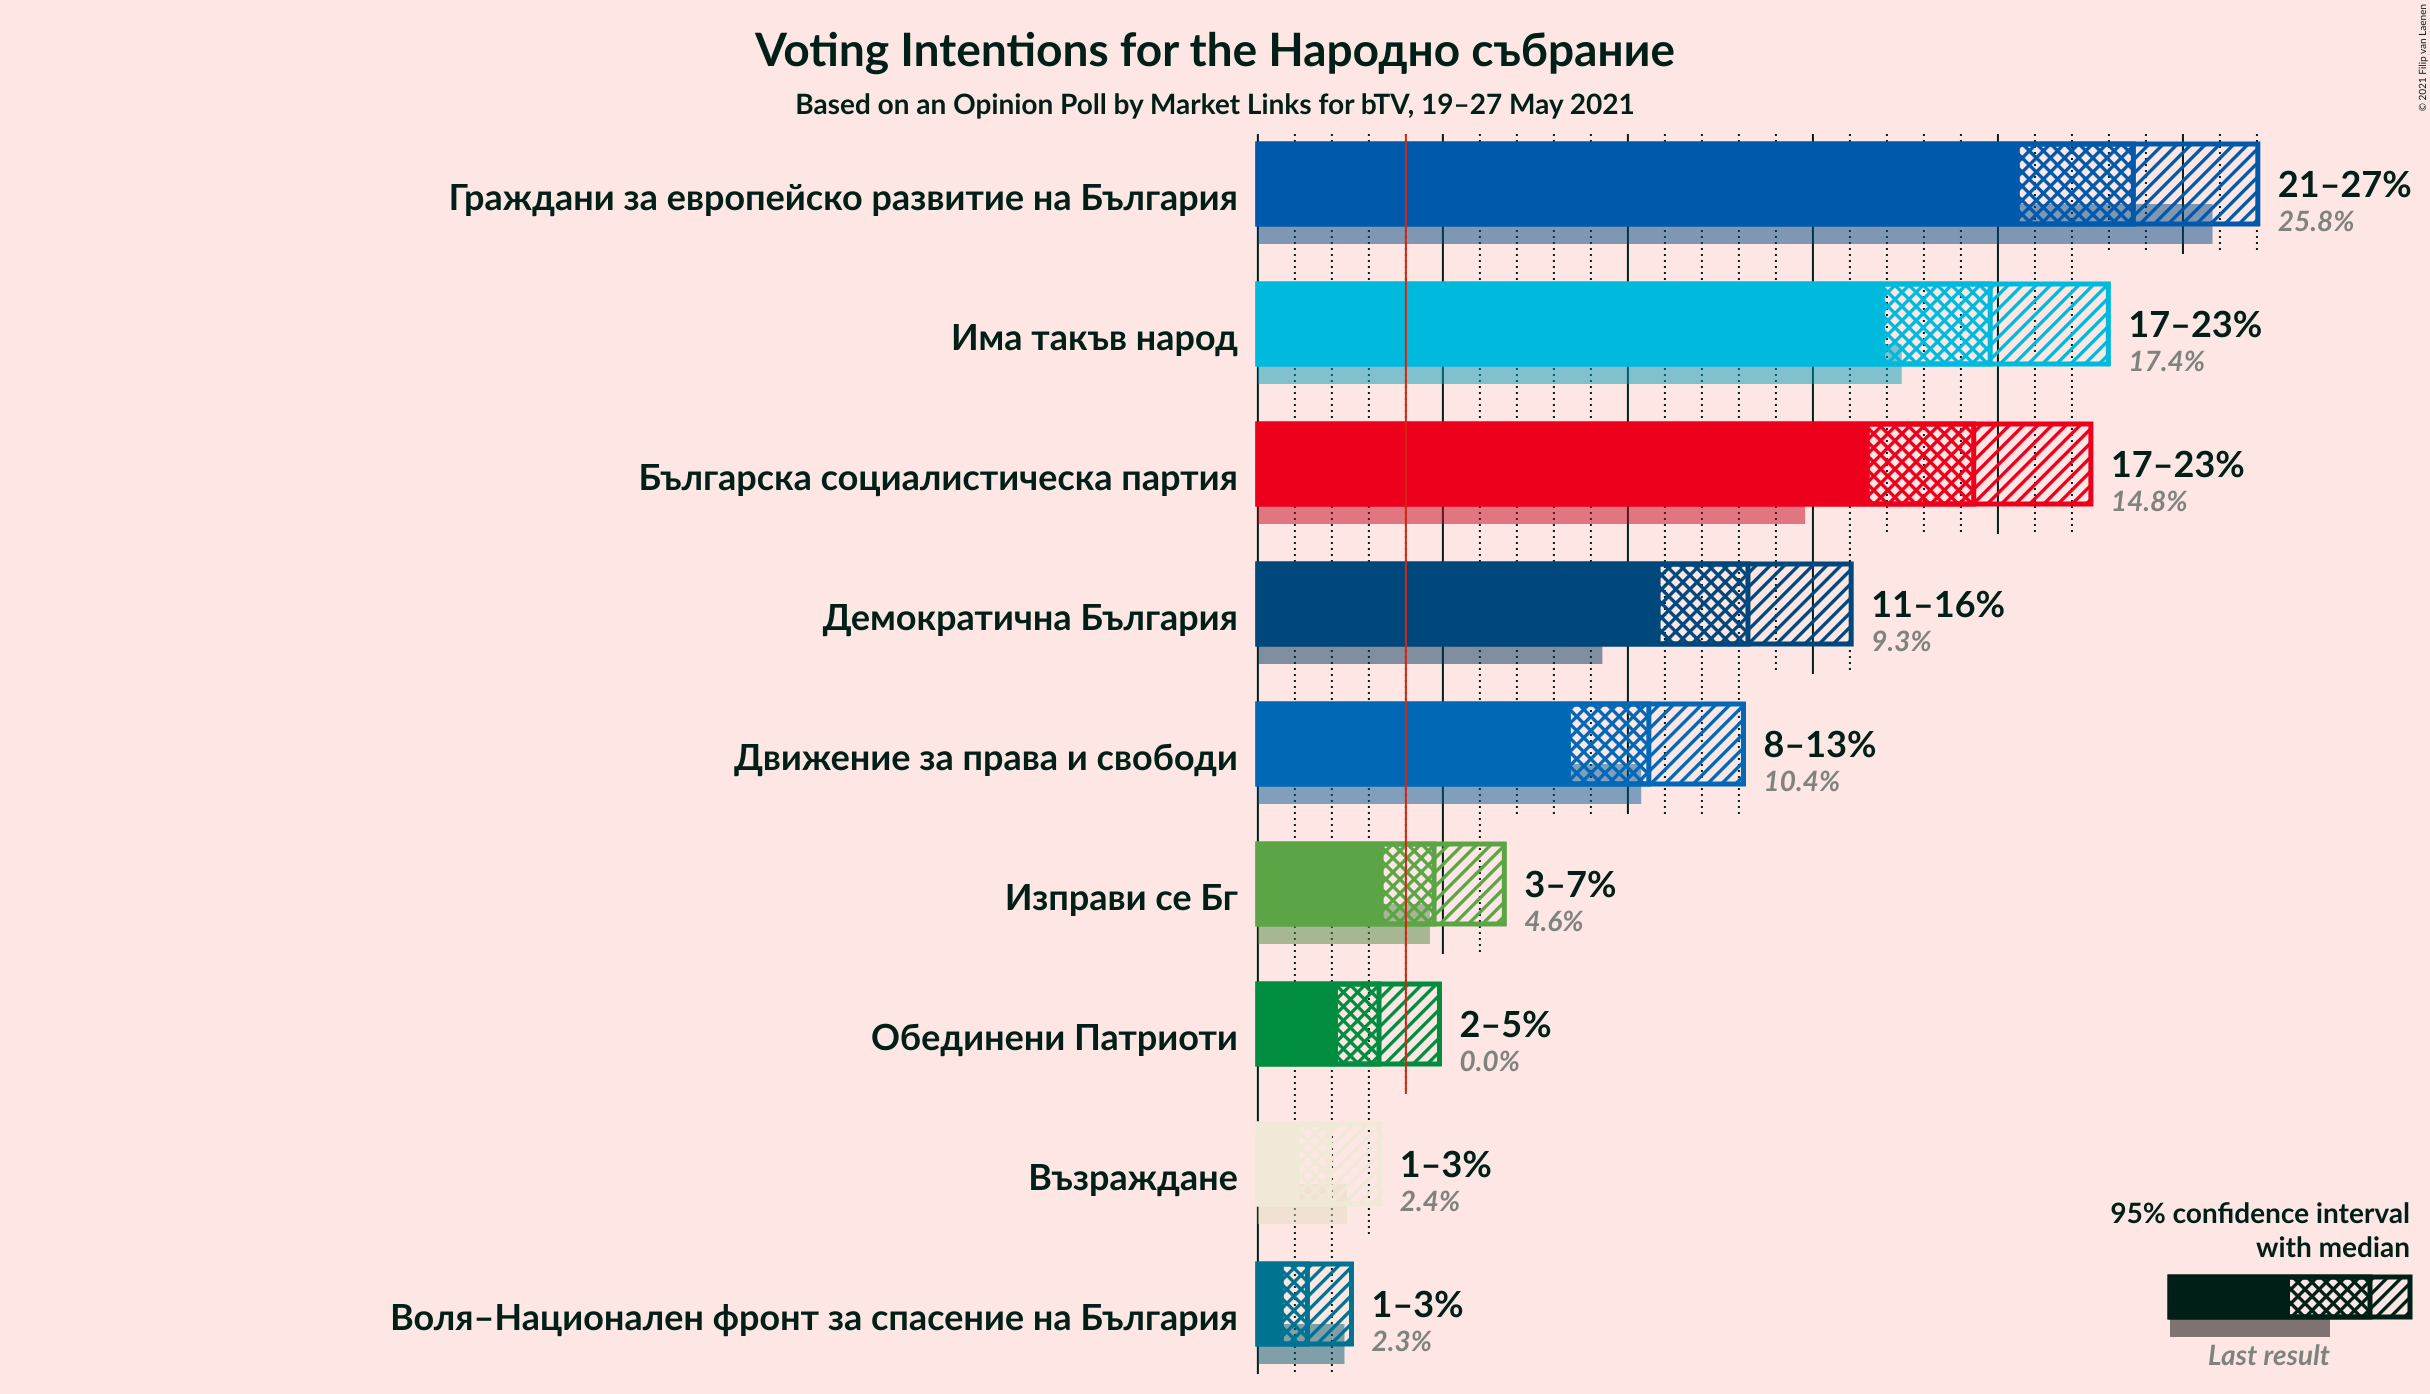 Voting Intentions for the Народно събрание
Based on an Opinion Poll by Market Links for bTV, 19–27 May 2021
© 2021 Filip van Laenen
Граждани за европейско развитие на България
21–27%
25.8%
Има такъв народ
17–23%
17.4%
Българска социалистическа партия
17–23%
14.8%
Демократична България
11–16%
9.3%
Движение за права и свободи
8–13%
10.4%
Изправи се Бг
3–7%
4.6%
Обединени Патриоти
2–5%
0.0%
Възраждане
1–3%
2.4%
Воля–Национален фронт за спасение на България
1–3%
2.3%
95% confidence interval
with median
Last result